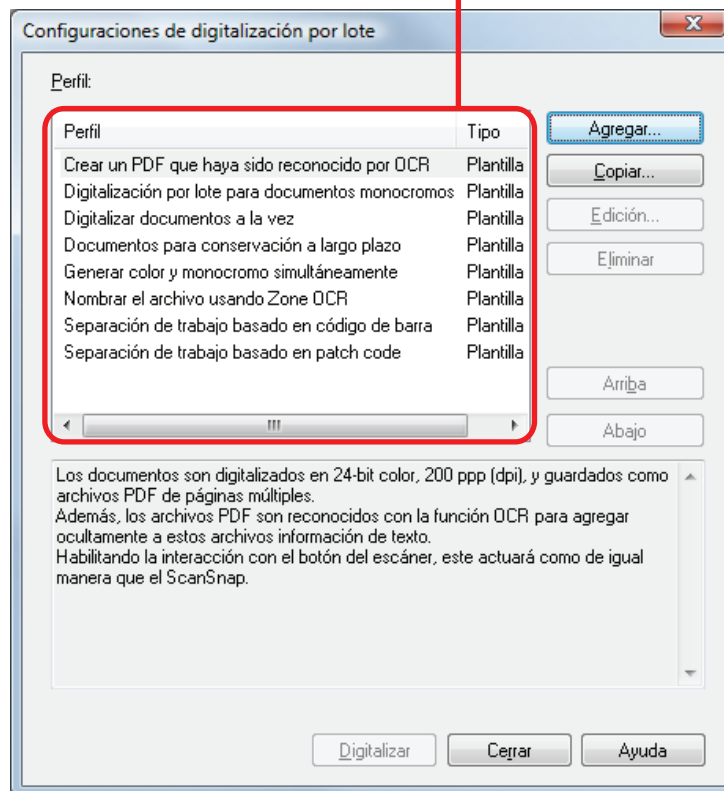 Configuraciones de digitalización por lote
Perfil:
Perfil Tipo
Crear un PDF que haya sido reconocido por OCR Plantilla
Digitalización por lote para documentos monocromos Plantilla
Digitalizar documentos a la vez Plantilla
Documentos para conservación a largo plazo Plantilla
Generar color y monocromo simultáneamente Plantilla
Nombrar el archivo usando Zone OCR Plantilla
Separación de trabajo basado en código de barra Plantilla
Separación de trabajo basado en patch code Plantilla
Agregar...
Copiar...
Edición...
Eliminar
Arriba
Abajo
Los documentos son digitalizados en 24-bit color, 200 ppp (dpi), y guardados como
archivos PDF de páginas múltiples.
Además, los archivos PDF son reconocidos con la función OCR para agregar
ocultamente a estos archivos información de texto.
Habilitando la interacción con el botón del escáner, este actuará como de igual
manera que el ScanSnap.
Digitalizar Cerrar Ayuda